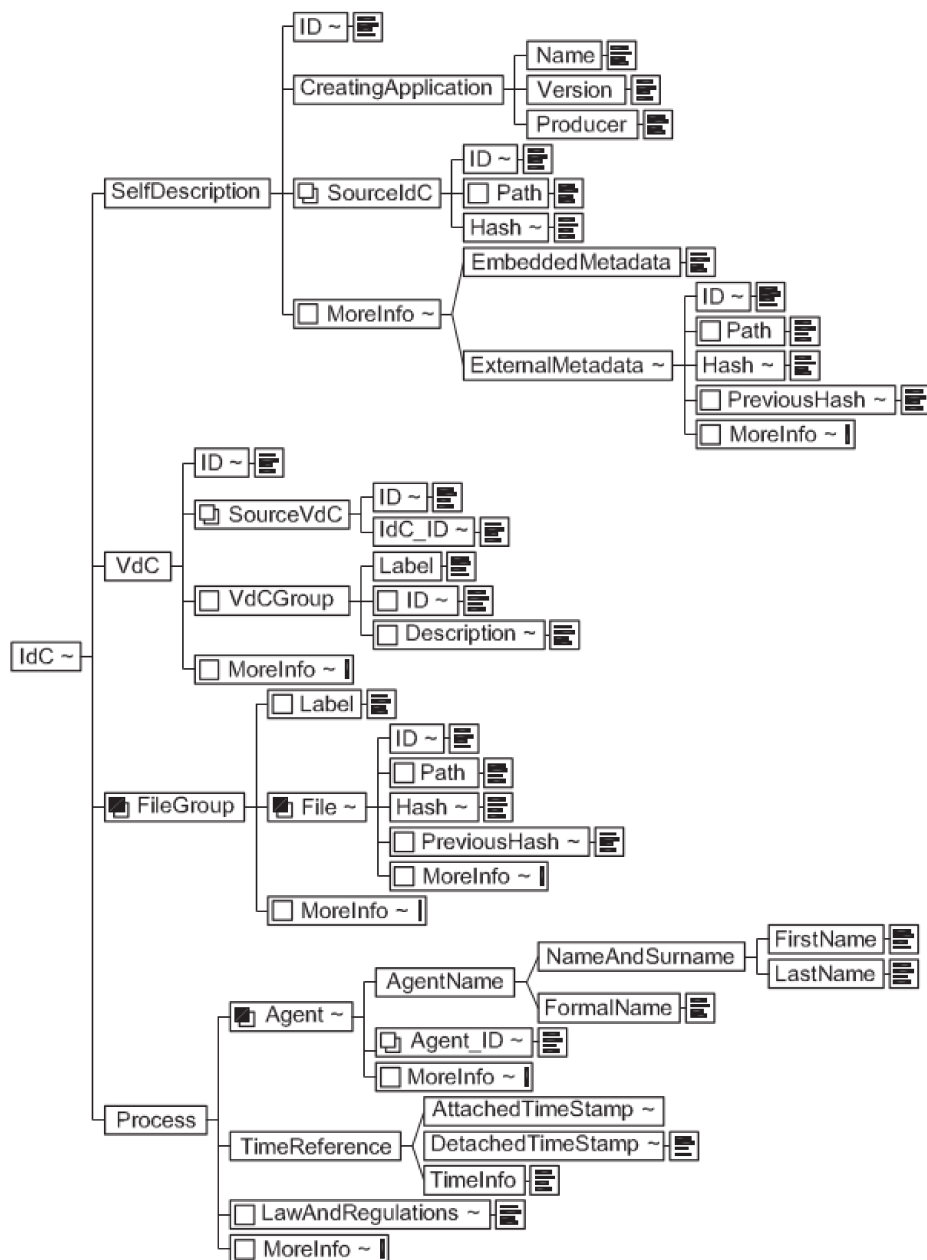 ID ~
CreatingApplication
Name
Version
Producer
SelfDescription
SourceIdC
ID ~
Path
Hash ~
MoreInfo ~
EmbeddedMetadata
ExternalMetadata ~
ID ~
Path
Hash ~
PreviousHash ~
MoreInfo ~
IdC ~
VdC
ID ~
SourceVdC
ID ~
IdC_ID ~
VdCGroup
Label
ID ~
Description ~
MoreInfo ~
FileGroup
Label
File ~
ID ~
Path
Hash ~
PreviousHash ~
MoreInfo ~
MoreInfo ~
Process
Agent ~
AgentName
NameAndSurname
FirstName
LastName
FormalName
Agent_ID ~
MoreInfo ~
TimeReference
AttachedTimeStamp ~
DetachedTimeStamp ~
TimeInfo
LawAndRegulations ~
MoreInfo ~